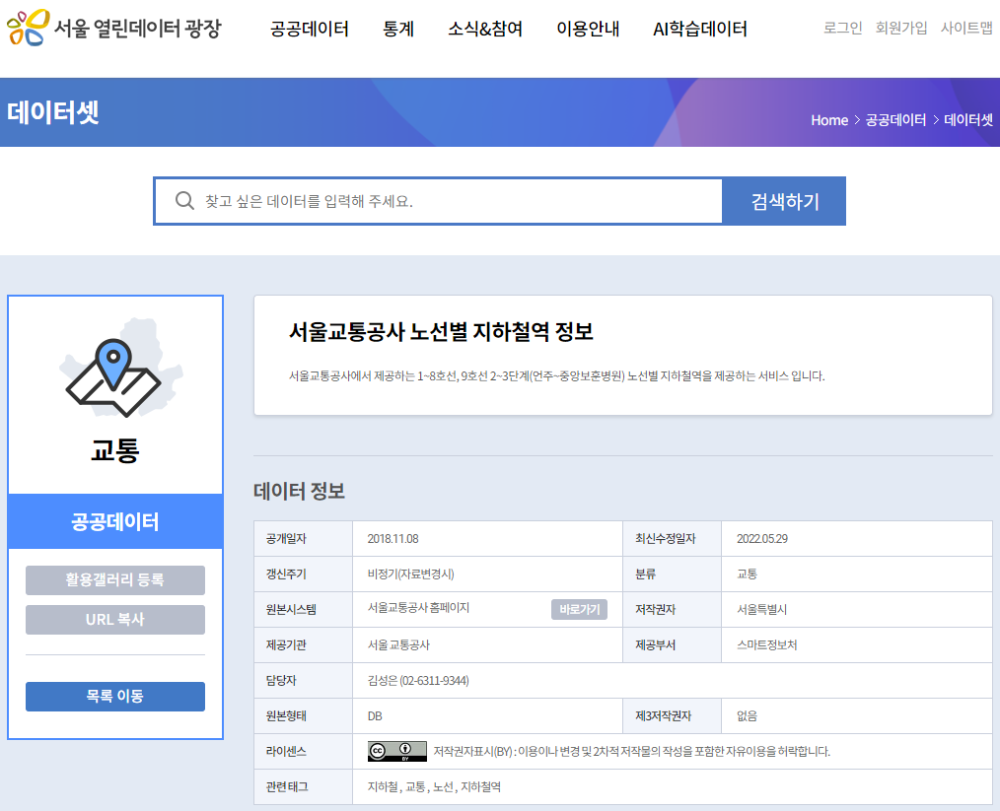 서울 열린데이터 광장 공공데이터 통계 소식&참여 이용안내 AI학습데이터 로그인 회원가입 사이트맵
데이터셋
Home > 공공데이터 > 데이터셋
찾고 싶은 데이터를 입력해 주세요. 검색하기
교통
공공데이터
활용갤러리 등록
URL 복사
목록 이동
서울교통공사 노선별 지하철역 정보
서울교통공사에서 제공하는 1~8호선, 9호선 2~3단계(언주~중앙보훈병원) 노선별 지하철역을 제공하는 서비스 입니다.
데이터 정보
공개일자 2018.11.08 최신수정일자 2022.05.29
갱신주기 비정기(자료변경시) 분류 교통
원본시스템 서울교통공사 홈페이지 바로가기 저작권자 서울특별시
제공기관 서울 교통공사 제공부서 스마트정보처
담당자 김성은 (02-6311-9344)
원본형태 DB 제3저작권자 없음
라이센스 cc BY 저작권자표시(BY) : 이용이나 변경 및 2차적 저작물의 작성을 포함한 자유이용을 허락합니다.
관련태그 지하철 , 교통 , 노선 , 지하철역